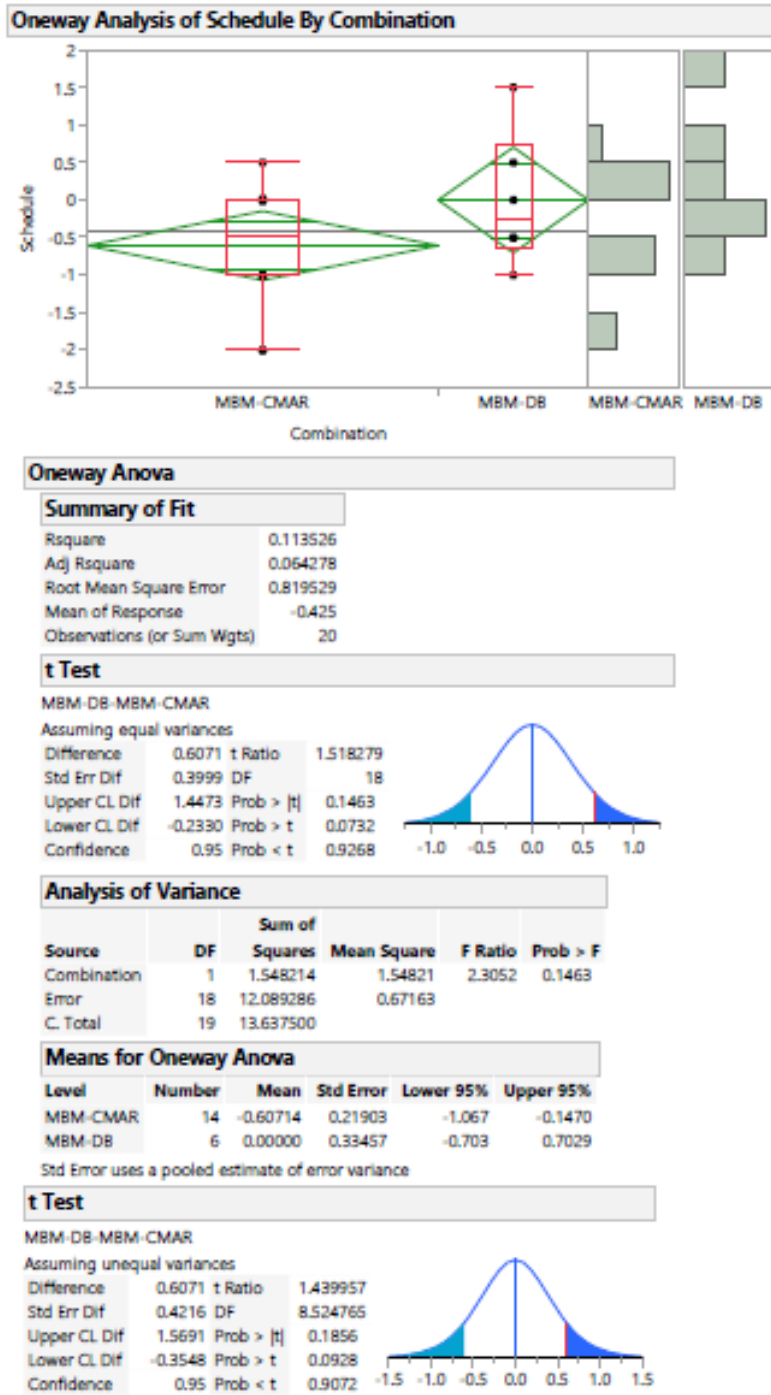 Oneway Analysis of Schedule By Combination
2
1.5
1
0.5
0
-0.5
-1
-1.5
-2
-2.5
Schedule
MBM-CMAR MBM-DB MBM-CMAR MBM-DB
Combination
Oneway Anova
Summary of Fit
Rsquare 0.113526
Adj Rsquare 0.064278
Root Mean Square Error 0.819529
Mean of Response -0.425
Observations (or Sum Wgts) 20
t Test
MBM-DB-MBM-CMAR
Assuming equal variances
Difference 0.6071 t Ratio 1.518279
Std Err Dif 0.3999 DF 18
Upper CL Dif 1.4473 Prob > |t| 0.1463
Lower CL Dif -0.2330 Prob > t 0.0732
Confidence 0.95 Prob < t 0.9268
-1.0 -0.5 0.0 0.5 1.0
Analysis of Variance
Sum of
Source DF Squares Mean Square F Ratio Prob > F
Combination 1 1.548214 1.54821 2.3052 0.1463
Error 18 12.089286 0.67163
C. Total 19 13.637500
Means for Oneway Anova
Level Number Mean Std Error Lower 95% Upper 95%
MBM-CMAR 14 -0.60714 0.21903 -1.067 -0.1470
MBM-DB 6 0.00000 0.33457 -0.703 0.7029
Std Error uses a pooled estimate of error variance
t Test
MBM-DB-MBM-CMAR
Assuming unequal variances
Difference 0.6071 t Ratio 1.439957
Std Err Dif 0.4216 DF 8.524765
Upper CL Dif 1.5691 Prob > |t| 0.1856
Lower CL Dif -0.3548 Prob > t 0.0928
Confidence 0.95 Prob < t 0.9072
-1.5 -1.0 -0.5 0.0 0.5 1.0 1.5